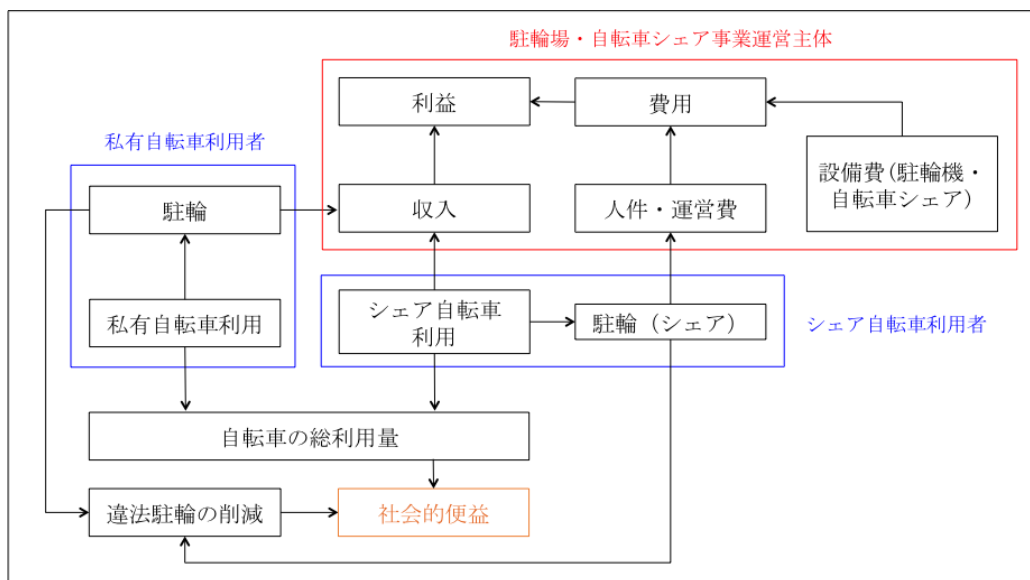 駐輪場・自転車シェア事業運営主体
利益
費用
私有自転車利用者
設備費(駐輪機・
自転車シェア）
駐輪
収入
人件・運営費
私有自転車利用
シェア自転車
利用
駐輪（シェア）
シェア自転車利用者
自転車の総利用量
違法駐輪の削減
社会的便益